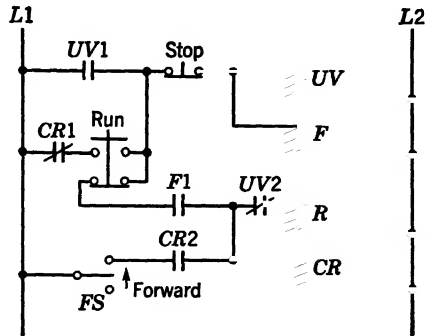 L1 L2
UV1 Stop UV
CR1 Run F
F1 UV2 R
CR2 CR
FS Forward